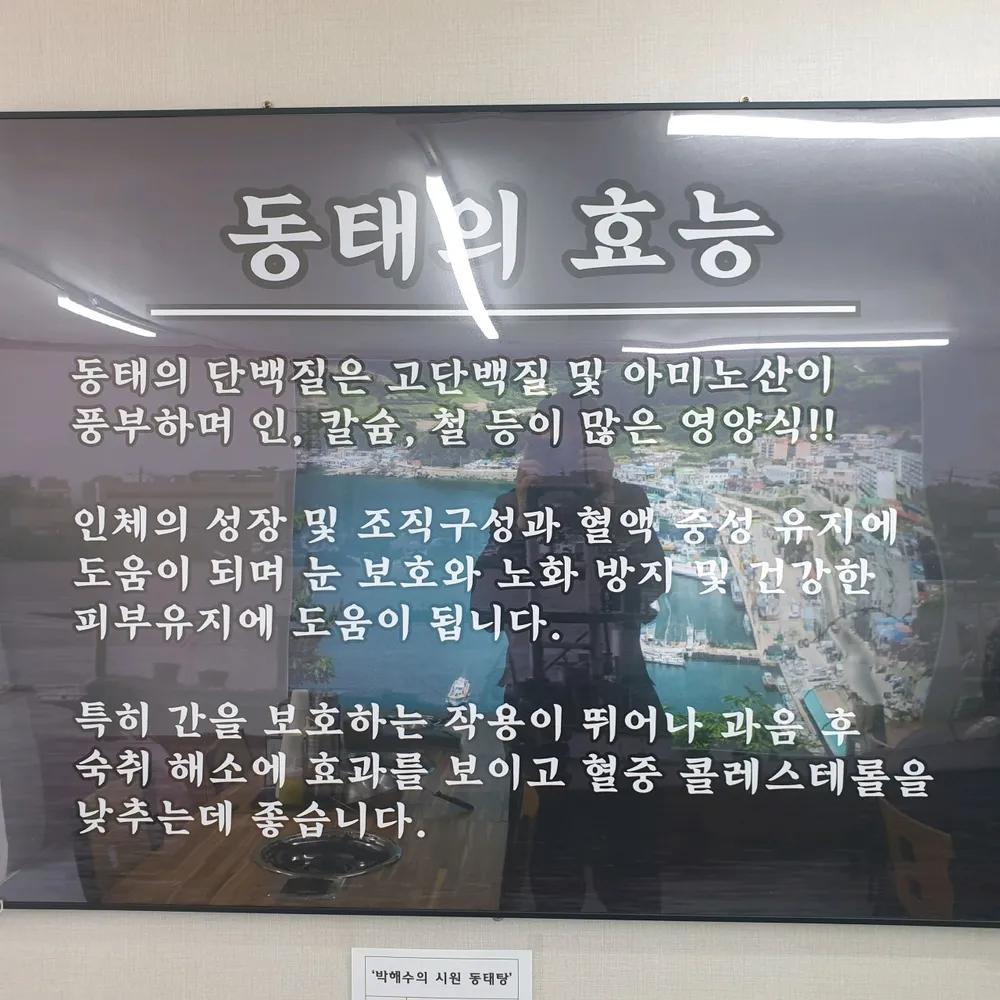 동태의 효능
동태의 단백질은 고단백질 및 아미노산이
풍부하며 인, 칼슘, 철 등이 많은 영양식!!
인체의 성장 및 조직구성과 혈액 중성 유지에
도움이 되며 눈 보호와 노화 방지 및 건강한
피부유지에 도움이 됩니다.
특히 간을 보호하는 작용이 뛰어나 과음 후
숙취 해소에 효과를 보이고 혈중 콜레스테롤을
낮추는데 좋습니다.
'박해수의 시원 동태탕'